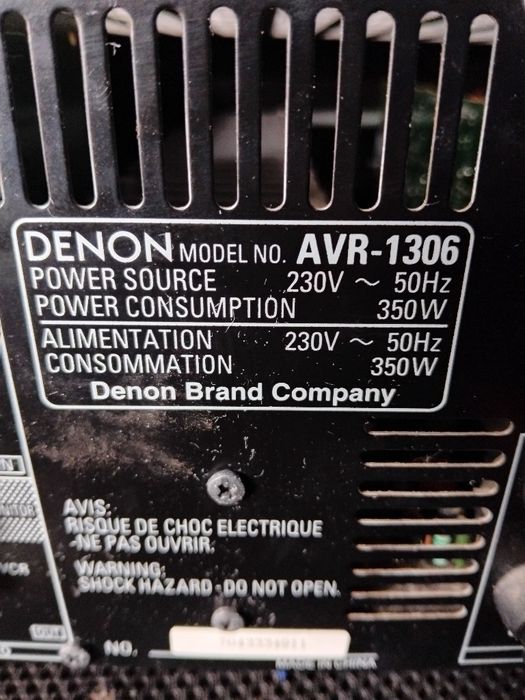 DENON MODEL NO. AVR-1306
POWER SOURCE 230V ~ 50Hz
POWER CONSUMPTION 350W
ALIMENTATION 230V ~ 50Hz
CONSOMMATION 350W
Denon Brand Company
AVIS:
RISQUE DE CHOC ELECTRIQUE
-NE PAS OUVRIR.
WARNING:
SHOCK HAZARD-DO NOT OPEN.
NO.
MADE IN CHINA